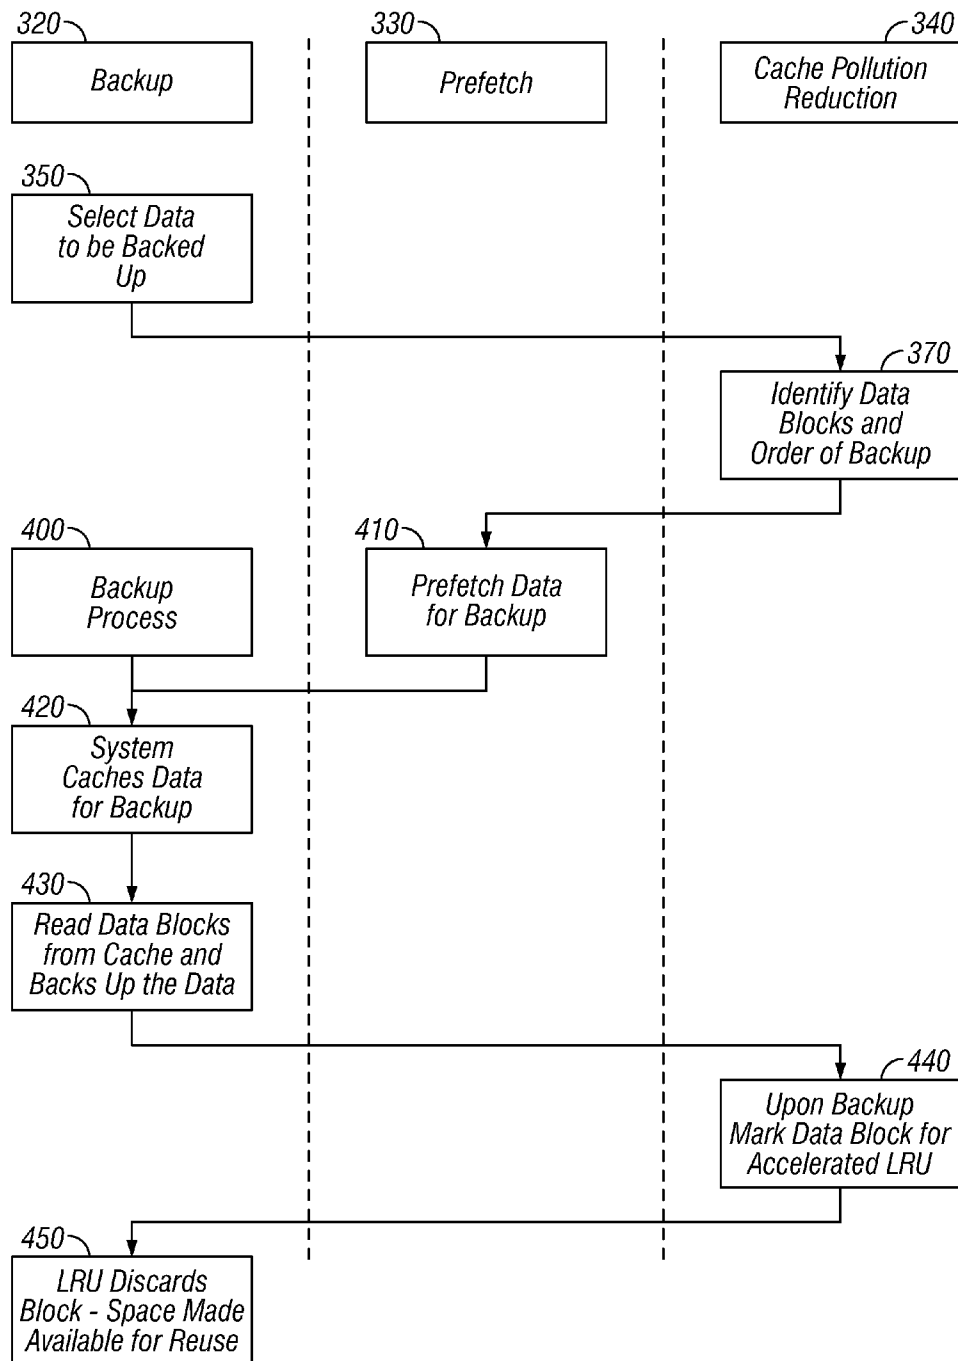 320
330
340
Backup
Prefetch
Cache Pollution
Reduction
350
Select Data
to be Backed
Up
370
Identify Data
Blocks and
Order of Backup
400
Backup
Process
410
Prefetch Data
for Backup
420
System
Caches Data
for Backup
430
Read Data Blocks
from Cache and
Backs Up the Data
440
Upon Backup
Mark Data Block for
Accelerated LRU
450
LRU Discards
Block - Space Made
Available for Reuse